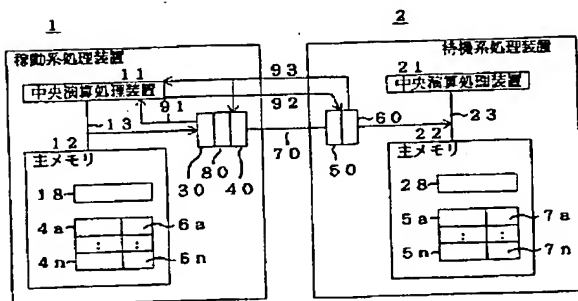 1
2
稼動系処理装置
待機系処理装置
11
93
21
中央演算処理装置
中央演算処理装置
91
92
60
13
23
12
22
主メモリ
主メモリ
30
80
40
70
50
18
28
4a
6a
5a
7a
:
:
:
:
4n
6n
5n
7n